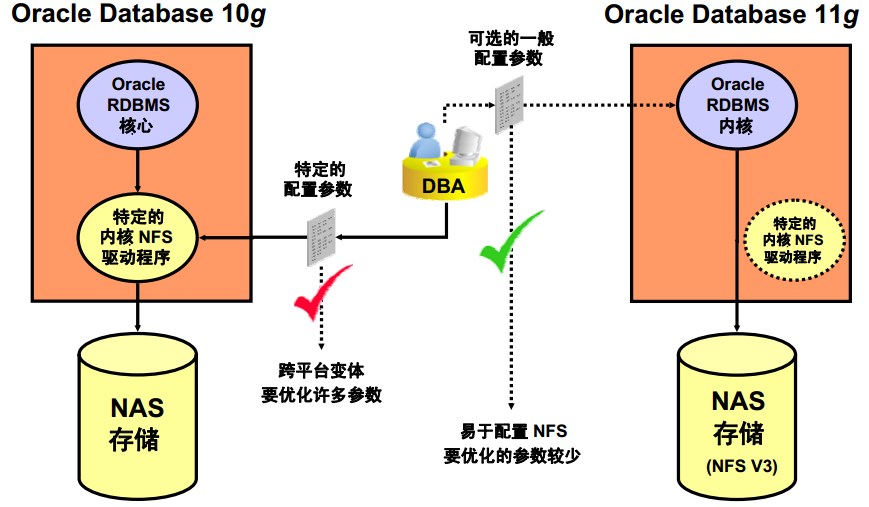 Oracle Database 10g
Oracle Database 11g
Oracle
RDBMS
核心
特定的
内核 NFS
驱动程序
NAS
存储
特定的
配置参数
跨平台变体
要优化许多参数
DBA
可选的一般
配置参数
易于配置 NFS
要优化的参数较少
Oracle
RDBMS
内核
特定的
内核 NFS
驱动程序
NAS
存储
(NFS V3)